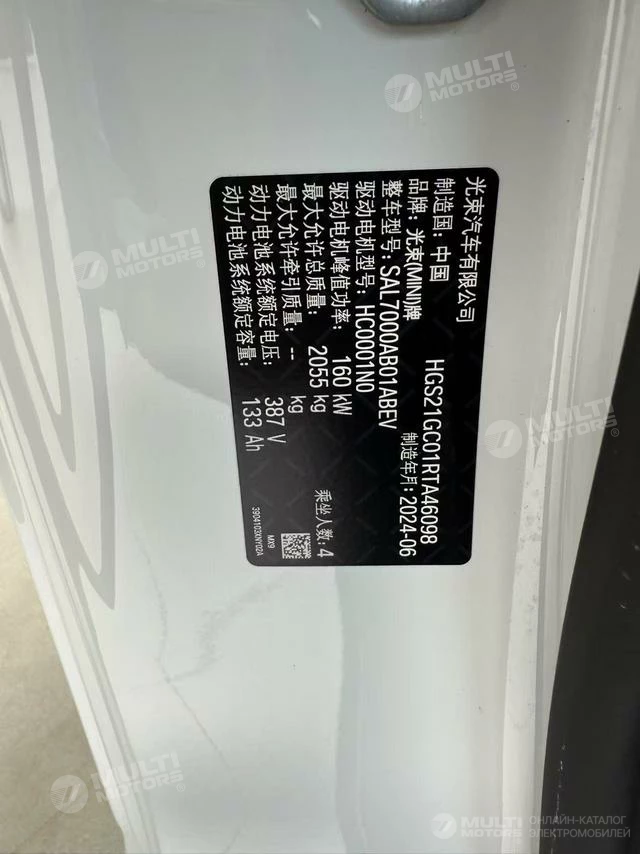 光束汽车有限公司
HGS21GC01RTA46098
制造国: 中国
制造年月: 2024-06
品牌: 光束(MINI)牌
整车型号: SAL7000AB01ABEV
驱动电机型号: HC0001N0
驱动电机峰值功率: 160 kW
乘坐人数: 4
最大允许总质量: 2055 kg
最大允许牵引质量: -- kg
动力电池系统额定电压: 387 V
动力电池系统额定容量: 133 Ah
MX9
3904103XNY02A
MULTI MOTORS®
MULTI MOTORS®
MULTI MOTORS®
MULTI MOTORS®
MULTI MOTORS
ОНЛАЙН-КАТАЛОГ
ЭЛЕКТРОМОБИЛЕЙ